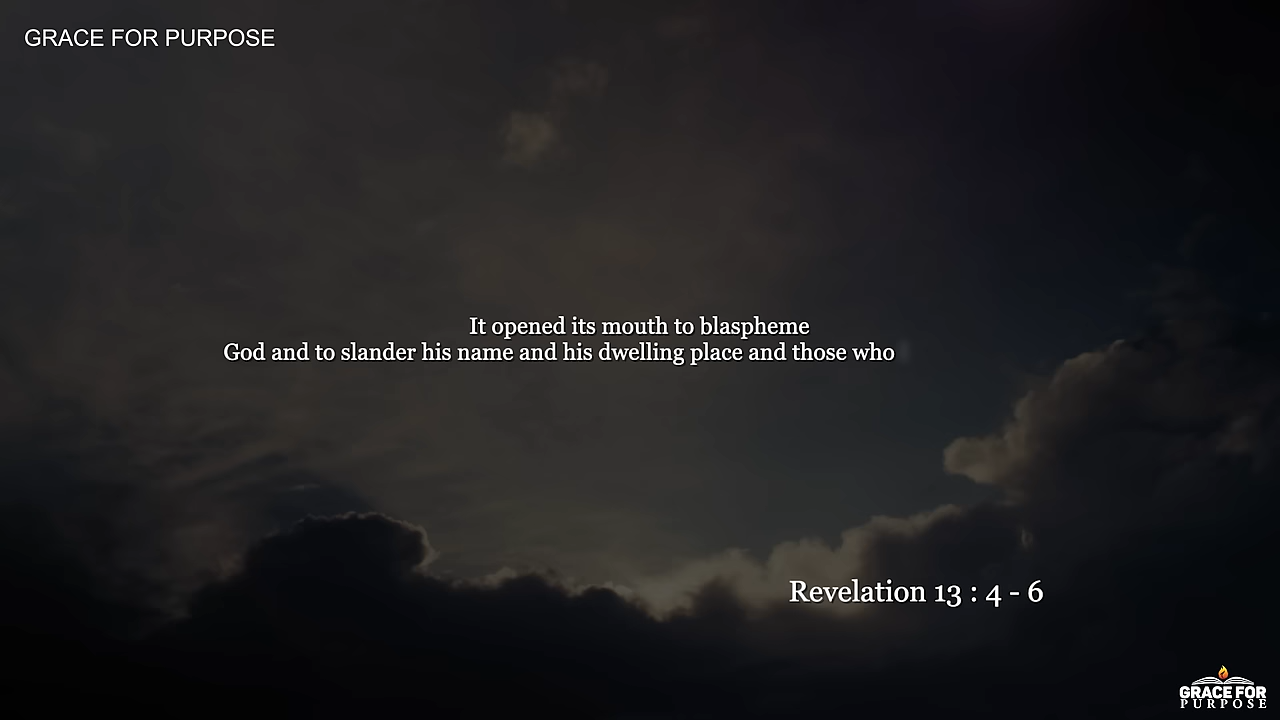 GRACE FOR PURPOSE
It opened its mouth to blaspheme
God and to slander his name and his dwelling place and those who
Revelation 13 : 4 - 6
GRACE FOR
PURPOSE